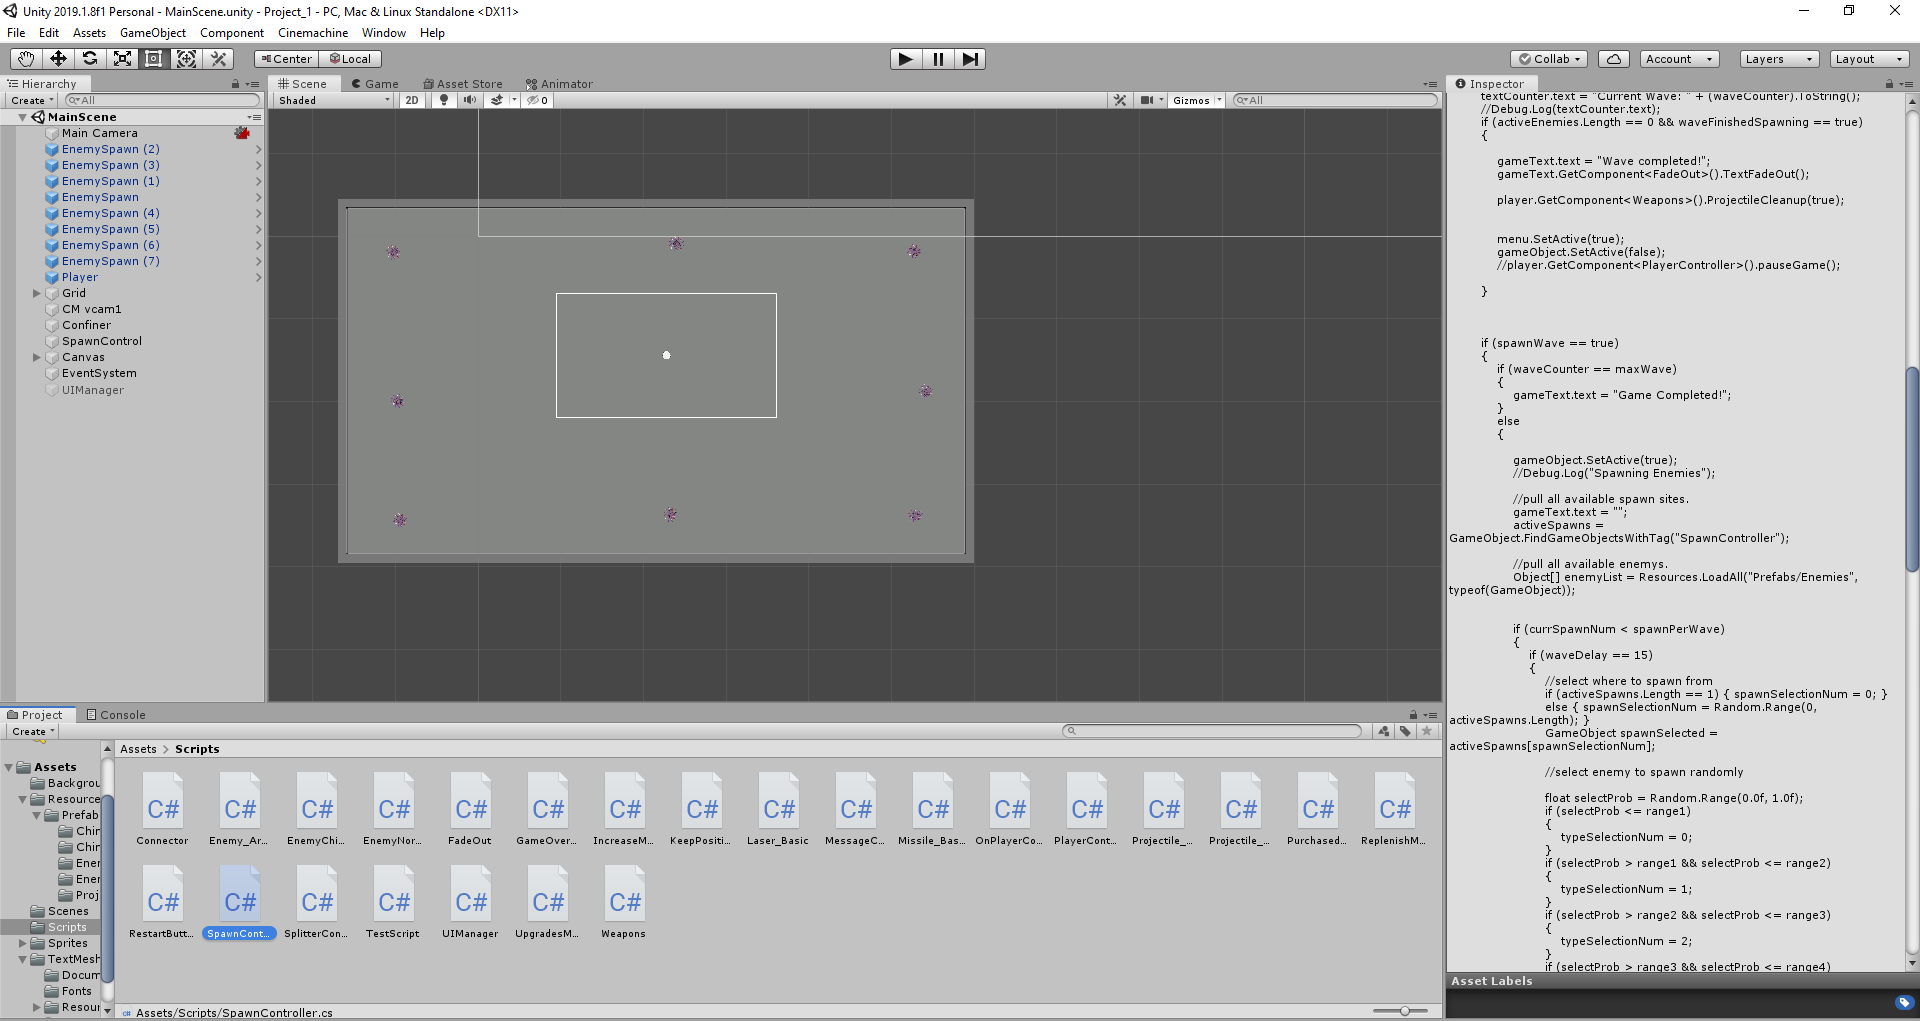 Unity 2019.1.8f1 Personal - MainScene.unity - Project_1 - PC, Mac & Linux Standalone <DX11>
File Edit Assets GameObject Component Cinemachine Window Help
Center Local Collab Account Layers Layout
Hierarchy
Create All
MainScene
Main Camera
EnemySpawn (2)
EnemySpawn (3)
EnemySpawn (1)
EnemySpawn
EnemySpawn (4)
EnemySpawn (5)
EnemySpawn (6)
EnemySpawn (7)
Player
Grid
CM vcam1
Confiner
SpawnControl
Canvas
EventSystem
UIManager
Scene Game Asset Store Animator
Shaded 2D 0 Gizmos All
Inspector
textCounter.text = "Current Wave: " + (waveCounter).ToString();
//Debug.Log(textCounter.text);
if (activeEnemies.Length == 0 && waveFinishedSpawning == true)
{
gameText.text = "Wave completed!";
gameText.GetComponent<FadeOut>().TextFadeOut();
player.GetComponent<Weapons>().ProjectileCleanup(true);
menu.SetActive(true);
gameObject.SetActive(false);
//player.GetComponent<PlayerController>().pauseGame();
}
if (spawnWave == true)
{
if (waveCounter == maxWave)
{
gameText.text = "Game Completed!";
}
else
{
gameObject.SetActive(true);
//Debug.Log("Spawning Enemies");
//pull all available spawn sites.
gameText.text = "";
activeSpawns =
GameObject.FindGameObjectsWithTag("SpawnController");
//pull all available enemys.
Object[] enemyList = Resources.LoadAll("Prefabs/Enemies",
typeof(GameObject));
if (currSpawnNum < spawnPerWave)
{
if (waveDelay == 15)
{
//select where to spawn from
if (activeSpawns.Length == 1) { spawnSelectionNum = 0; }
else { spawnSelectionNum = Random.Range(0,
activeSpawns.Length); }
GameObject spawnSelected =
activeSpawns[spawnSelectionNum];
//select enemy to spawn randomly
float selectProb = Random.Range(0.0f, 1.0f);
if (selectProb <= range1)
{
typeSelectionNum = 0;
}
if (selectProb > range1 && selectProb <= range2)
{
typeSelectionNum = 1;
}
if (selectProb > range2 && selectProb <= range3)
{
typeSelectionNum = 2;
}
if (selectProb > range3 && selectProb <= range4)
Asset Labels
Project Console
Create
Assets
Backgrou
Resource
Prefab
Chin
Chin
Ener
Ener
Proj
Scenes
Scripts
Sprites
TextMesh
Docum
Fonts
Resour
Assets > Scripts
C# C# C# C# C# C# C# C# C# C# C# C# C# C# C# C# C#
Connector Enemy_Ar... EnemyChi... EnemyNor... FadeOut GameOver... IncreaseM... KeepPositi... Laser_Basic MessageC... Missile_Bas... OnPlayerCo... PlayerCont... Projectile_... Projectile_... Purchased... ReplenishM...
C# C# C# C# C# C# C#
RestartButt... SpawnCont... SplitterCon... TestScript UIManager UpgradesM... Weapons
Assets/Scripts/SpawnController.cs